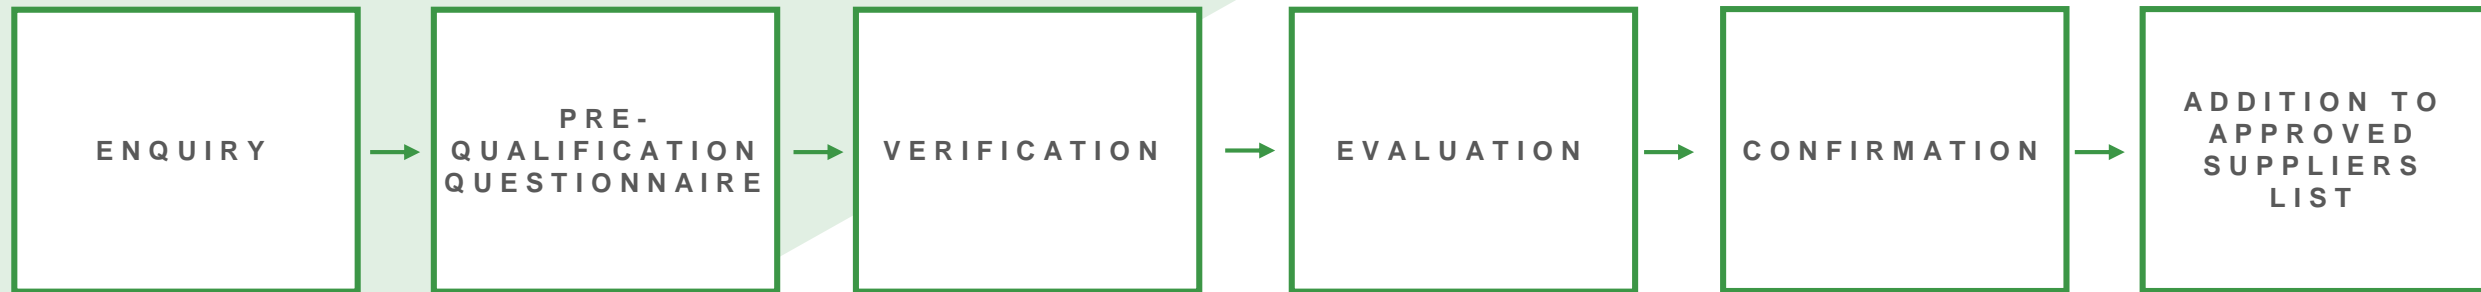 ENQUIRY
PRE-
QUALIFICATION
QUESTIONNAIRE
VERIFICATION
EVALUATION
CONFIRMATION
ADDITION TO
APPROVED
SUPPLIERS
LIST